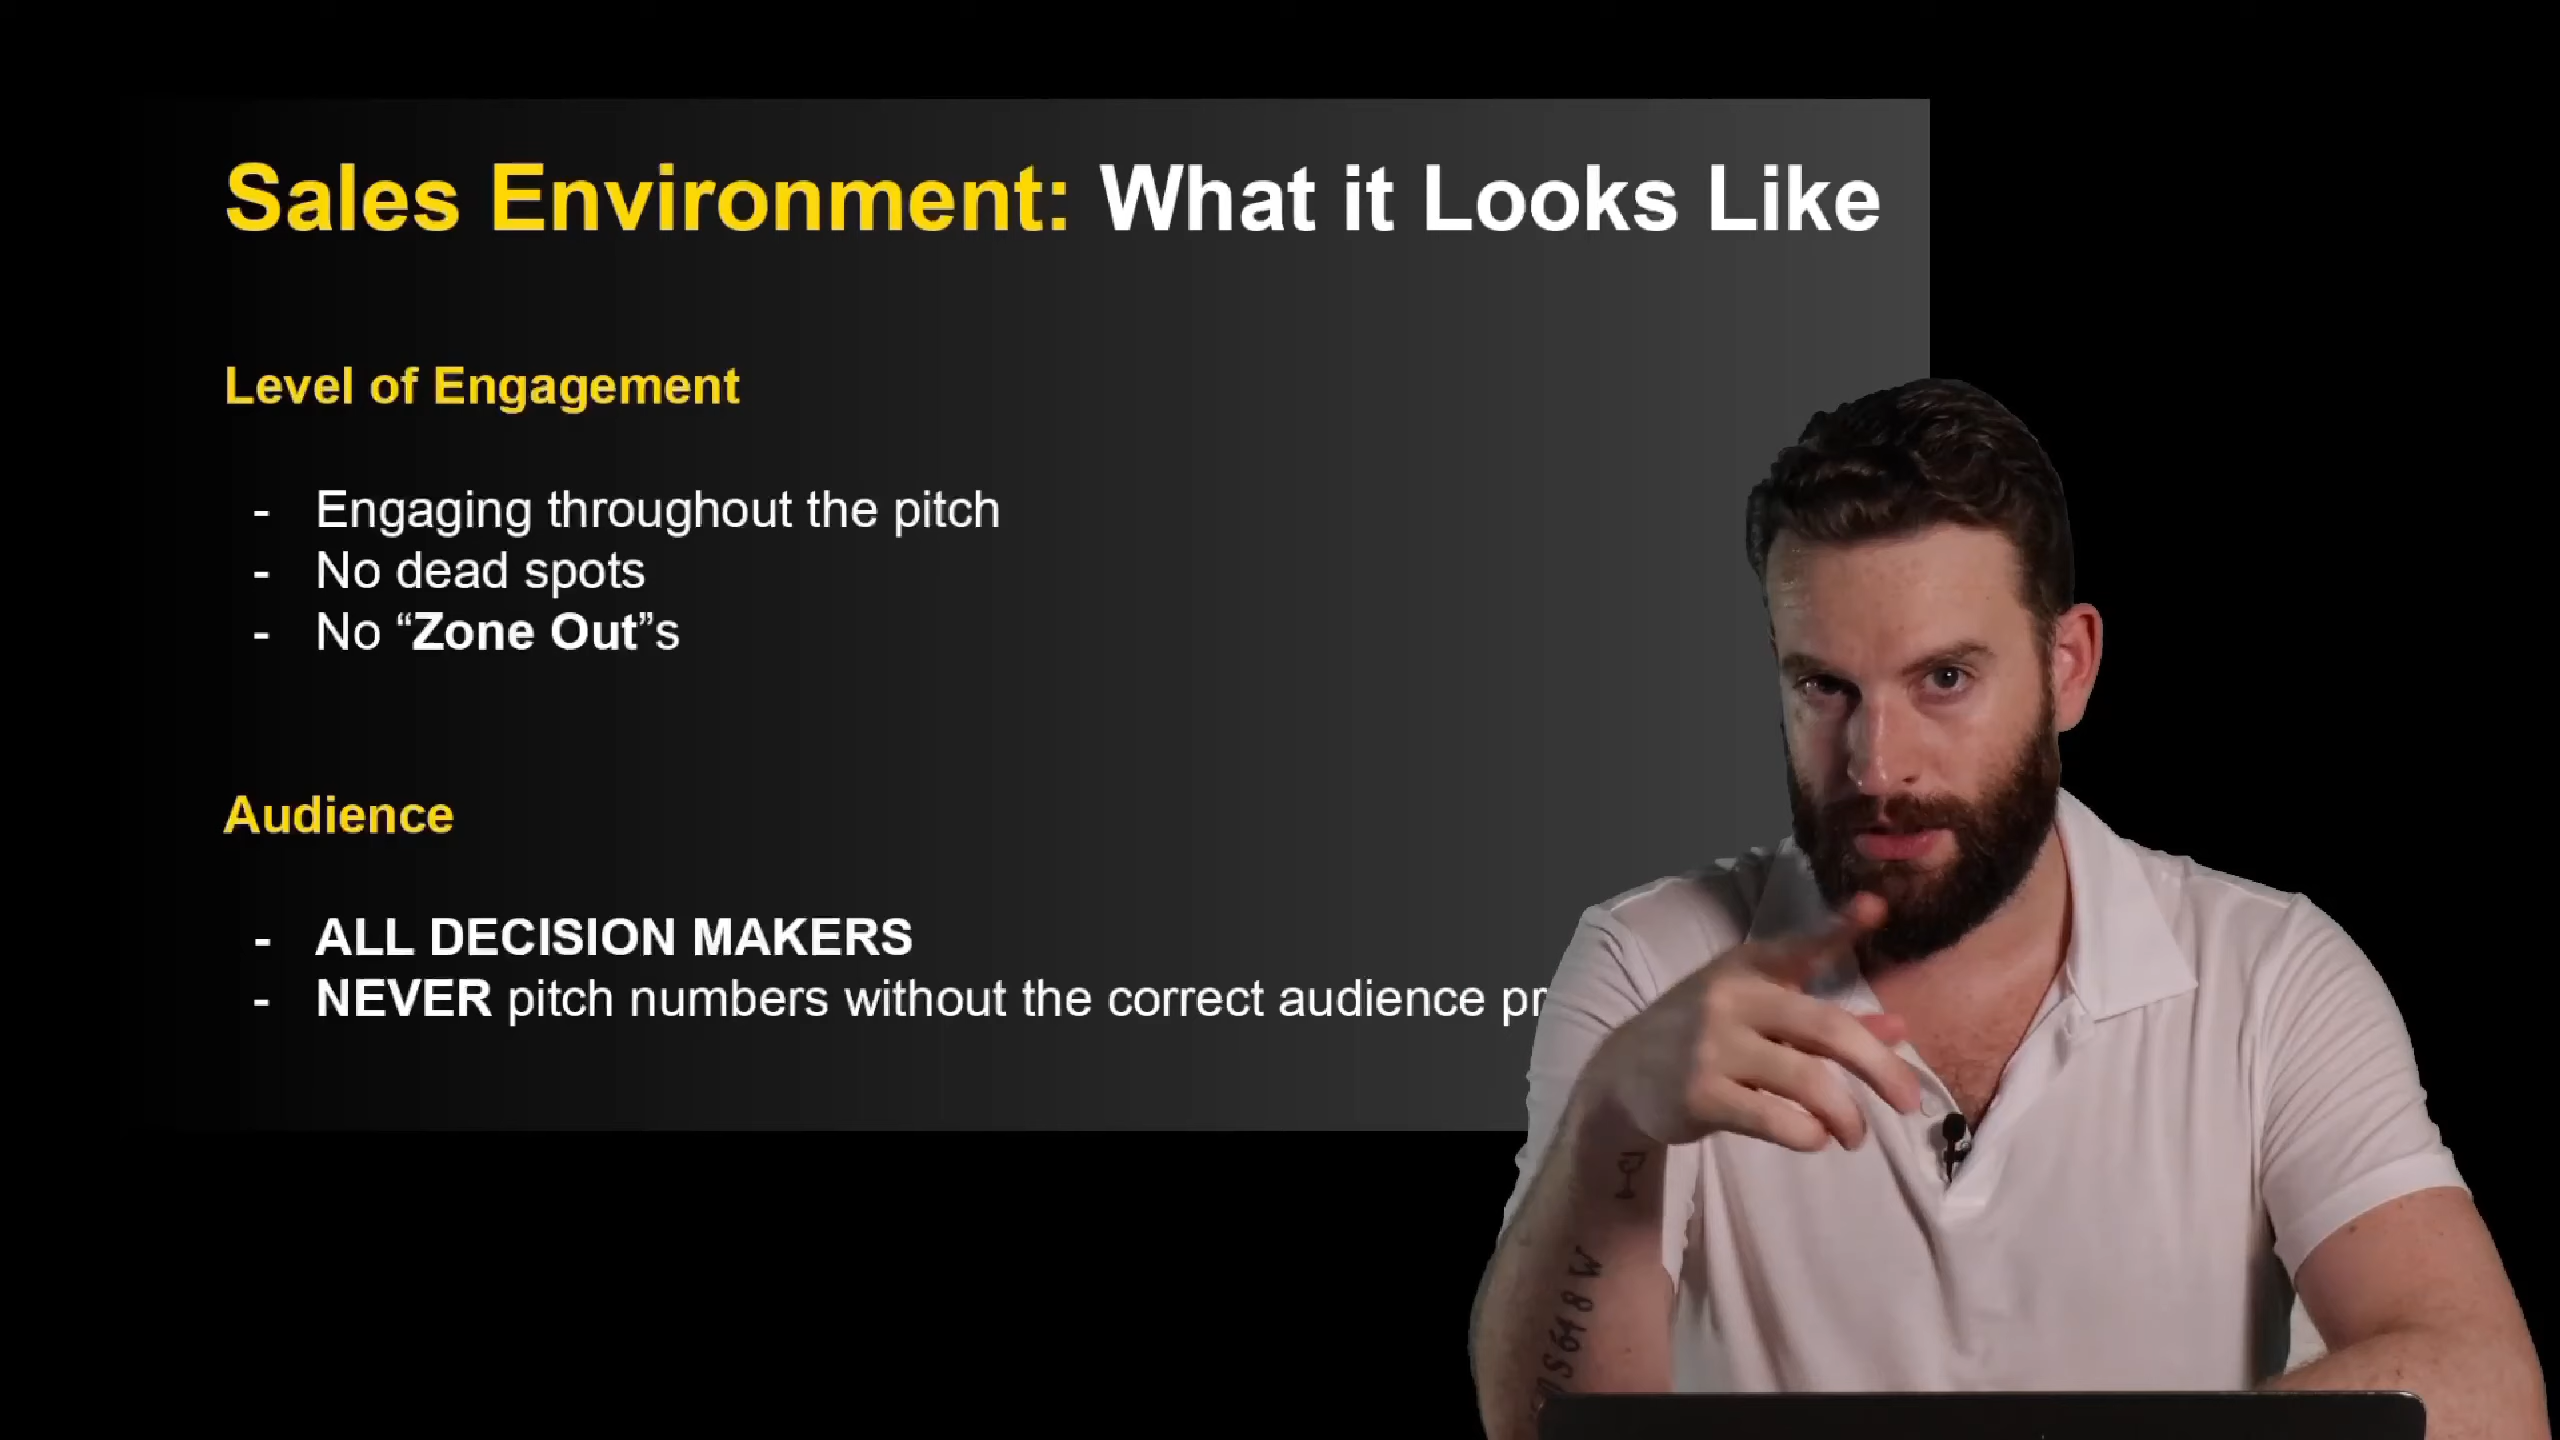 Sales Environment: What it Looks Like
Level of Engagement
- Engaging throughout the pitch
- No dead spots
- No “Zone Out”s
Audience
- ALL DECISION MAKERS
- NEVER pitch numbers without the correct audience